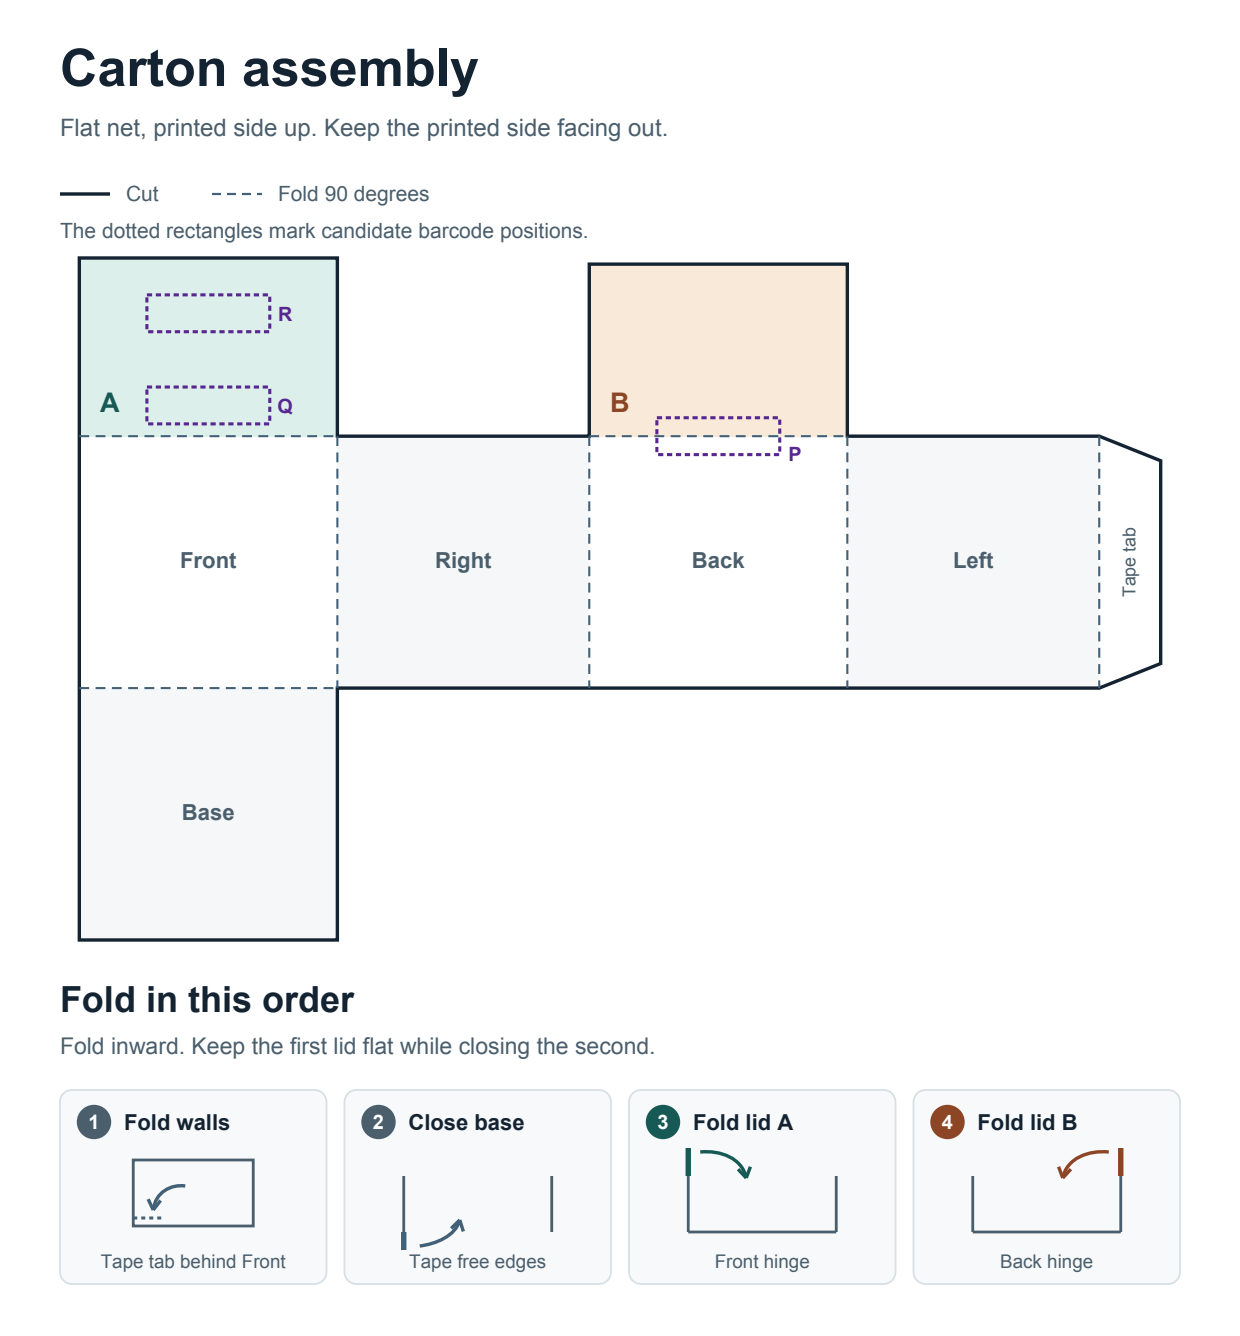 Carton assembly
Flat net, printed side up. Keep the printed side facing out.
Cut
Fold 90 degrees
The dotted rectangles mark candidate barcode positions.
R
A
Q
B
P
Front
Right
Back
Left
Tape tab
Base
Fold in this order
Fold inward. Keep the first lid flat while closing the second.
1 Fold walls
Tape tab behind Front
2 Close base
Tape free edges
3 Fold lid A
Front hinge
4 Fold lid B
Back hinge